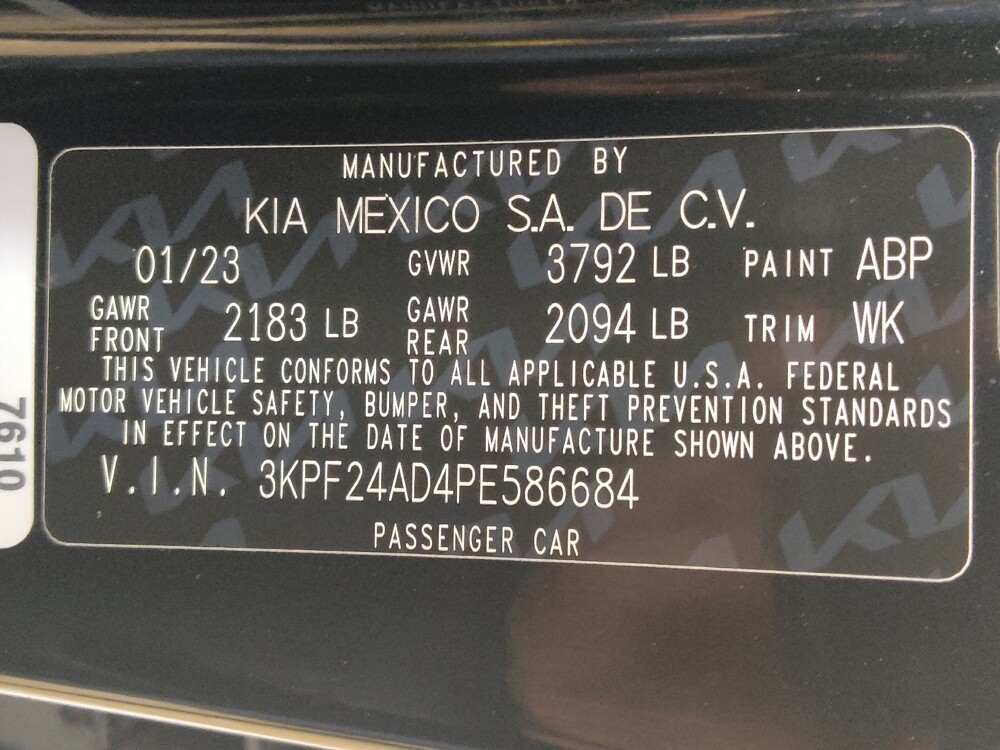 MANUFACTURED BY
KIA MEXICO S.A. DE C.V.
01/23 GVWR 3792 LB PAINT ABP
GAWR FRONT 2183 LB GAWR REAR 2094 LB TRIM WK
THIS VEHICLE CONFORMS TO ALL APPLICABLE U.S.A. FEDERAL
MOTOR VEHICLE SAFETY, BUMPER, AND THEFT PREVENTION STANDARDS
IN EFFECT ON THE DATE OF MANUFACTURE SHOWN ABOVE.
V.I.N. 3KPF24AD4PE586684
PASSENGER CAR
7610